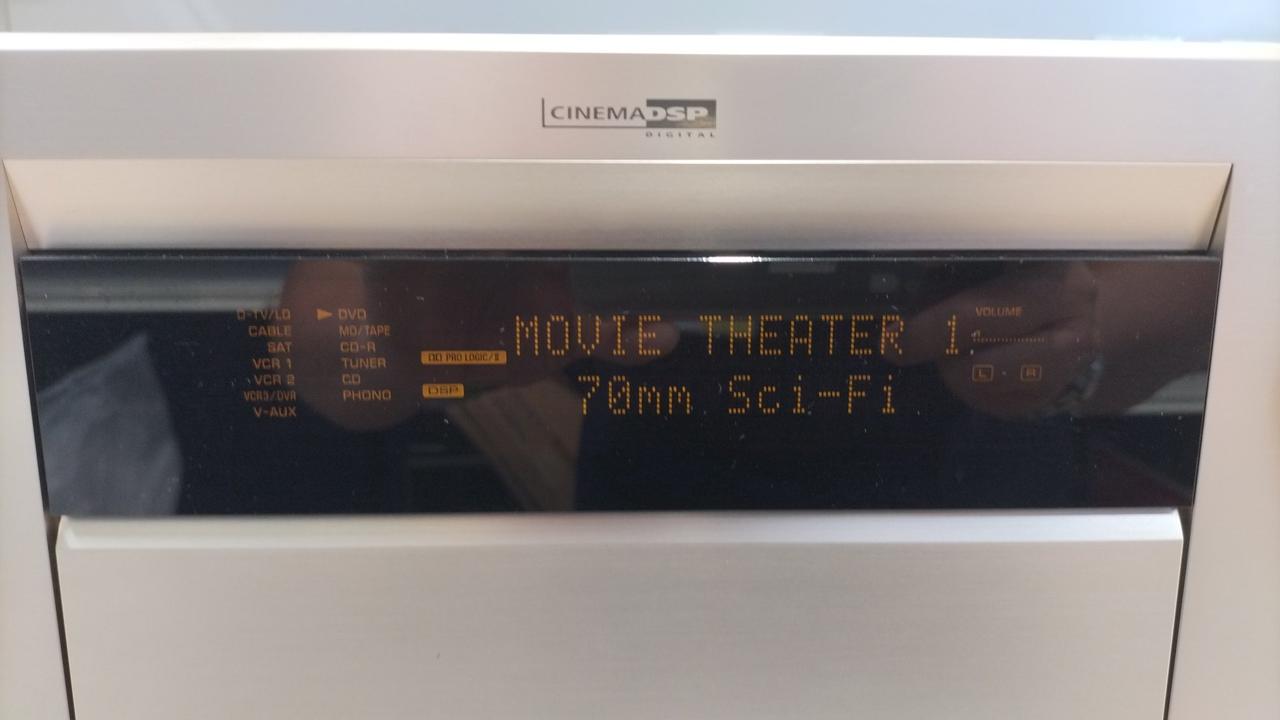 CINEMA DSP
DIGITAL
D-TV/LD
CABLE
SAT
VCR 1
VCR 2
VCR3/DVR
V-AUX
DVD
MD/TAPE
CD-R
TUNER
CD
PHONO
PRO LOGIC/II
DSP
MOVIE THEATER 1
70mm Sci-Fi
VOLUME
L R